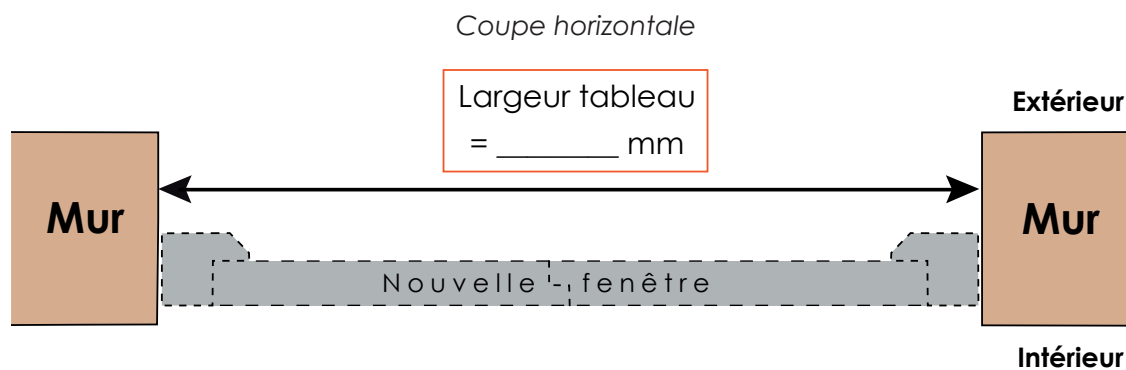 Coupe horizontale
Largeur tableau
= ________ mm
Extérieur
Mur
Mur
Nouvelle - fenêtre
Intérieur